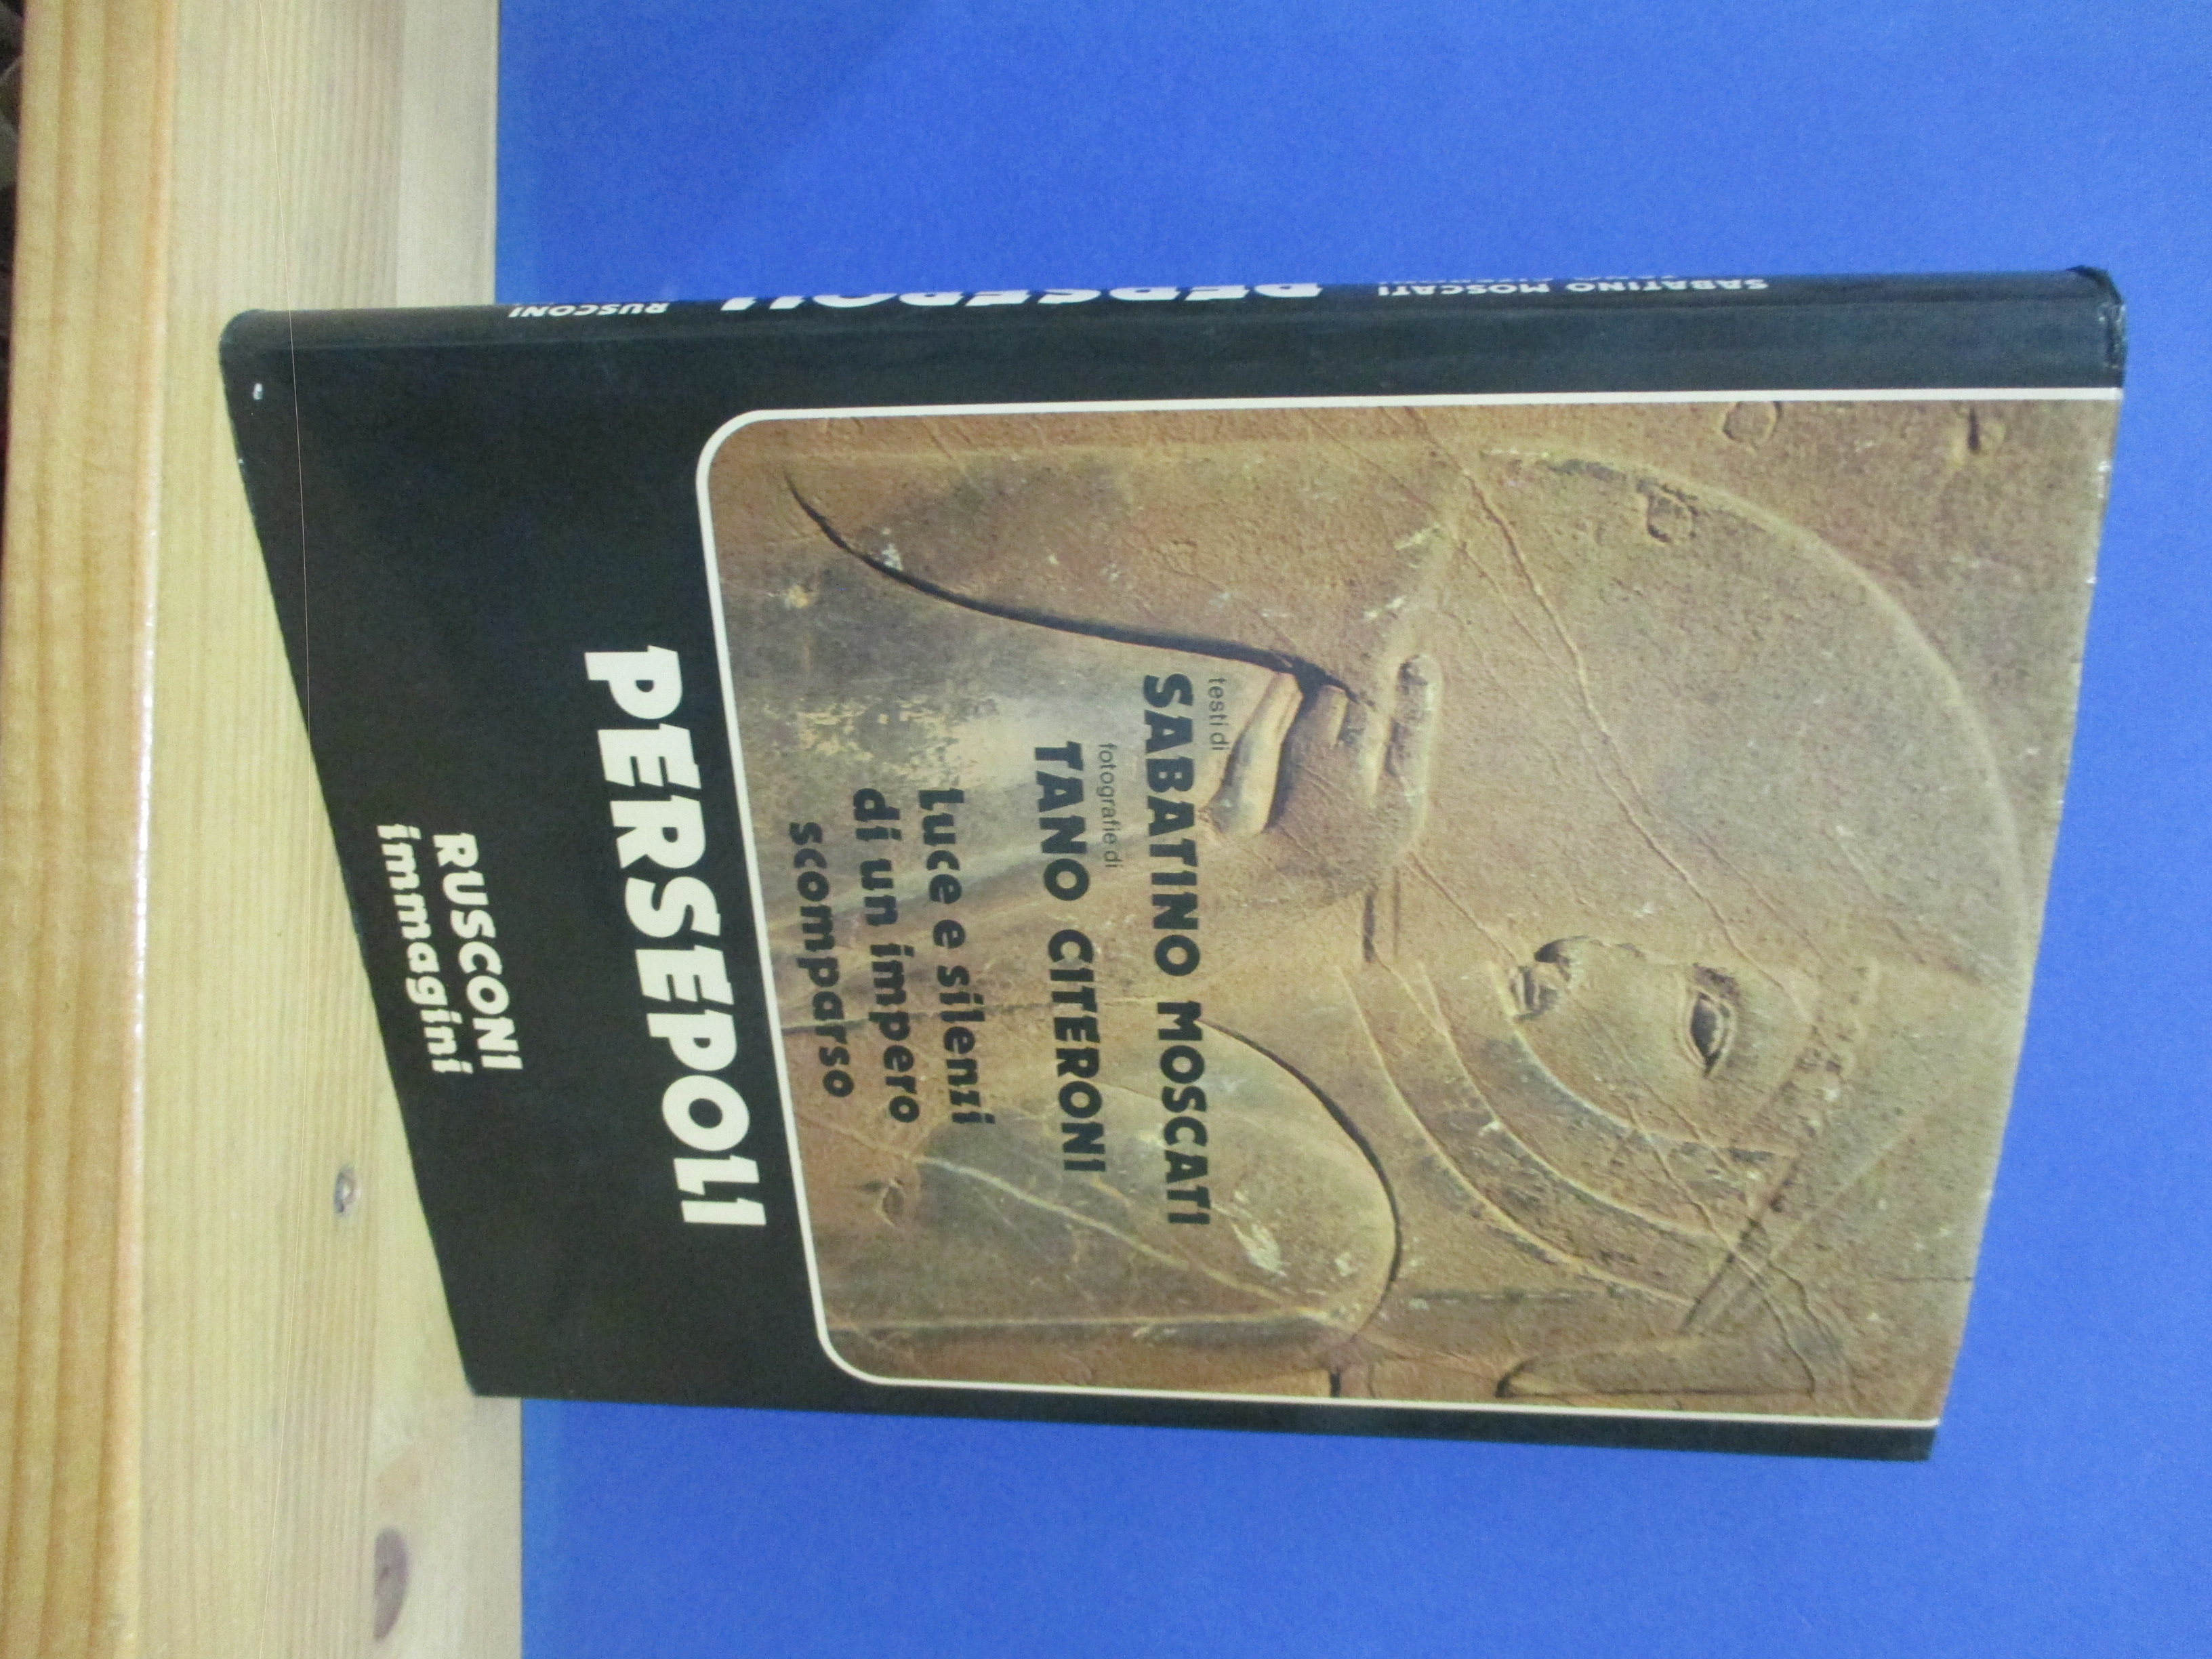 testi di
SABATINO MOSCATI
fotografie di
TANO CITERONI
luce e silenzi
di un impero
scomparso
PERSEPOLI
RUSCONI
immagini
SABATINO MOSCATI
PERSEPOLI
RUSCONI